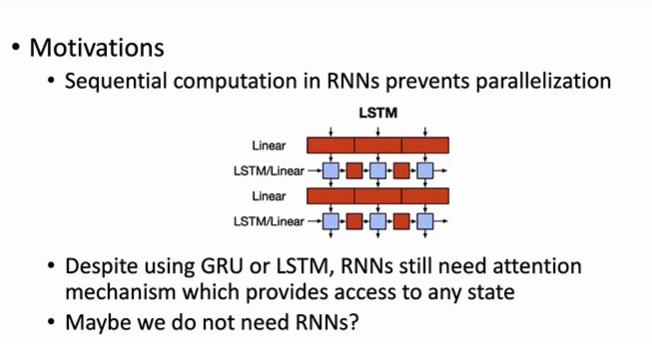 • Motivations
• Sequential computation in RNNs prevents parallelization
LSTM
Linear
LSTM/Linear
Linear
LSTM/Linear
• Despite using GRU or LSTM, RNNs still need attention
mechanism which provides access to any state
• Maybe we do not need RNNs?